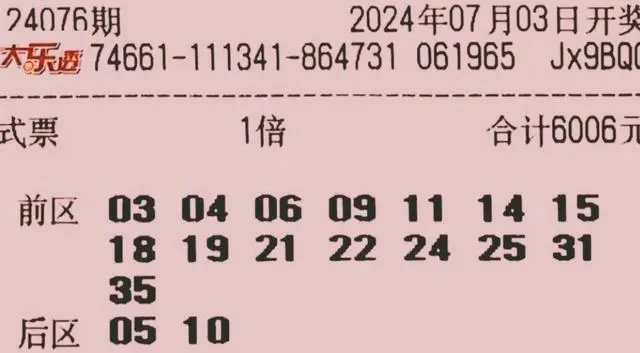 24076期 2024年07月03日开奖
大乐透 74661-111341-864731 061965 Jx9BQ
式票 1倍 合计6006元
前区 03 04 06 09 11 14 15
18 19 21 22 24 25 31
35
后区 05 10